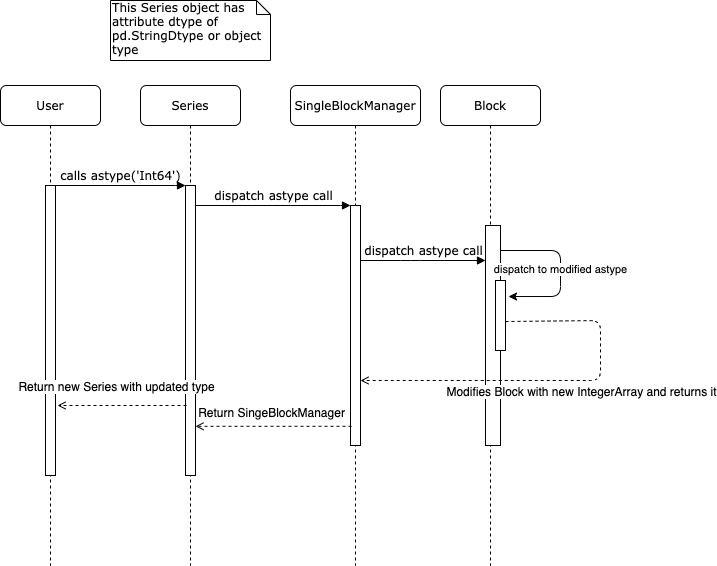 This Series object has
attribute dtype of
pd.StringDtype or object
type
User
Series
SingleBlockManager
Block
calls astype('Int64')
dispatch astype call
dispatch astype call
dispatch to modified astype
Return new Series with updated type
Modifies Block with new IntegerArray and returns it
Return SingeBlockManager